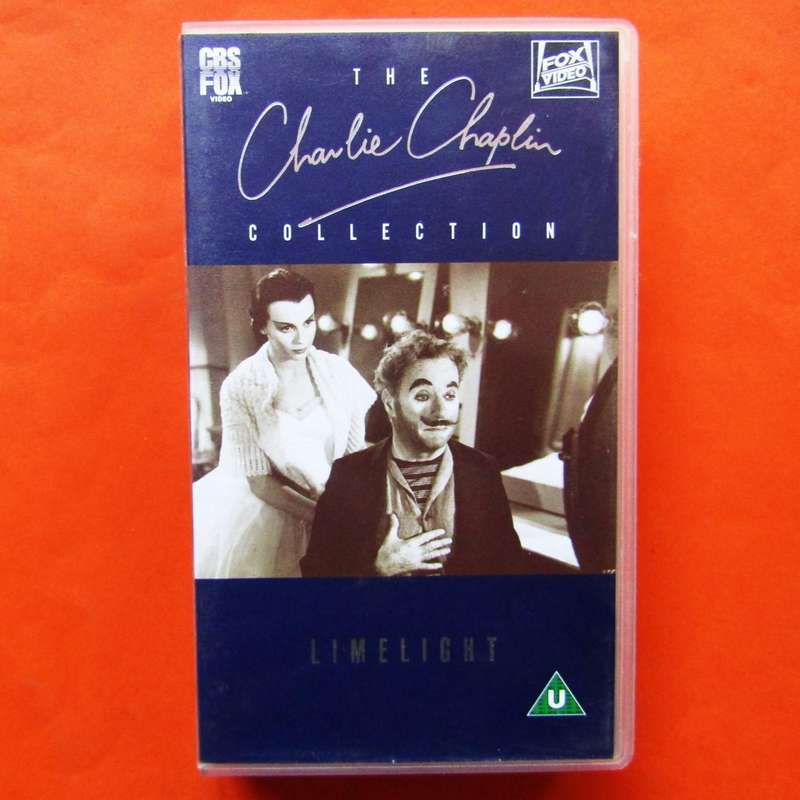 CBS
FOX
VIDEO
THE
FOX
VIDEO
Charlie Chaplin
COLLECTION
LIMELIGHT
U